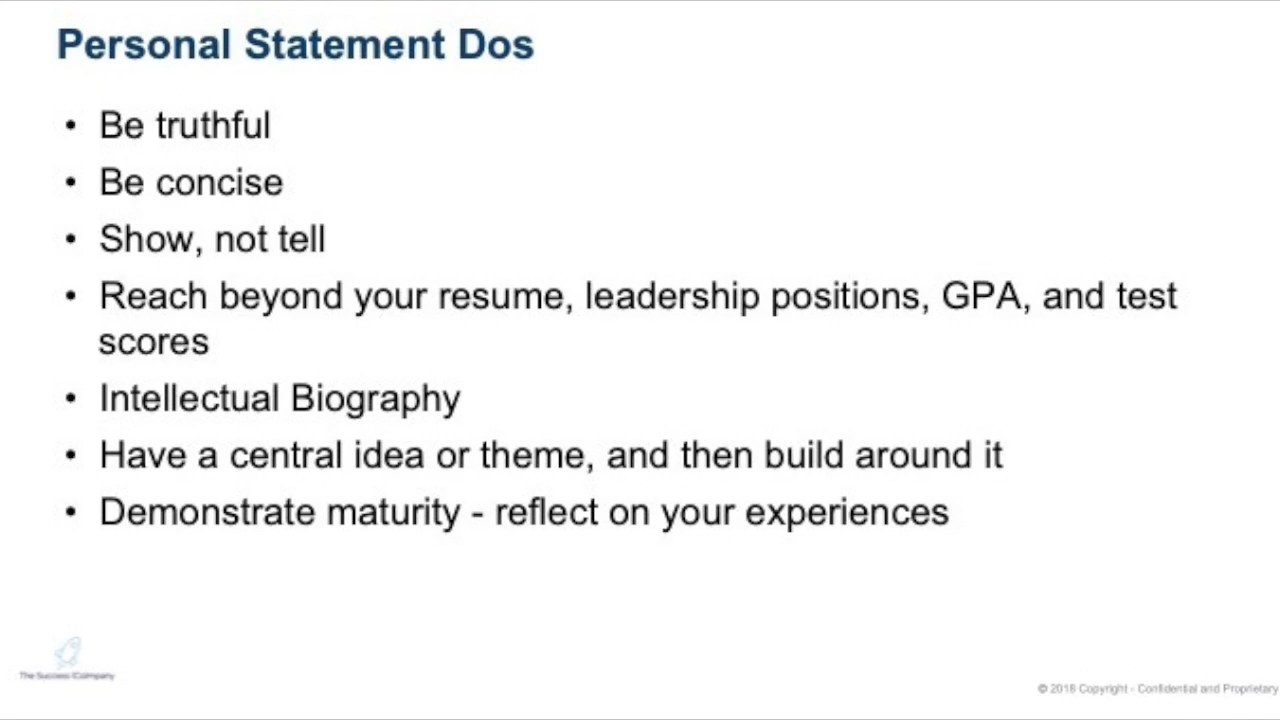 Personal Statement Dos
• Be truthful
• Be concise
• Show, not tell
• Reach beyond your resume, leadership positions, GPA, and test
scores
• Intellectual Biography
• Have a central idea or theme, and then build around it
• Demonstrate maturity - reflect on your experiences
The Success
© 2018 Copyright - Confidential and Proprietary